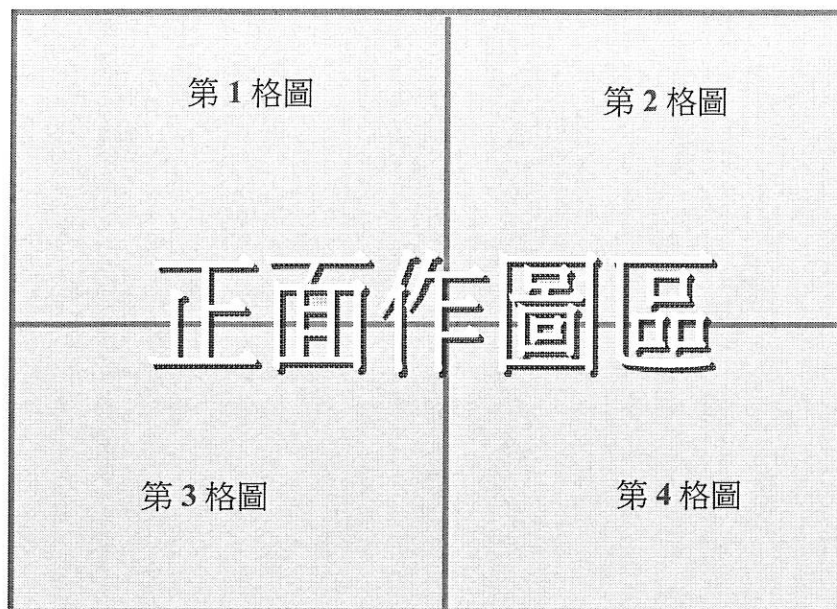 第 1 格圖
第 2 格圖
正面作圖區
第 3 格圖
第 4 格圖